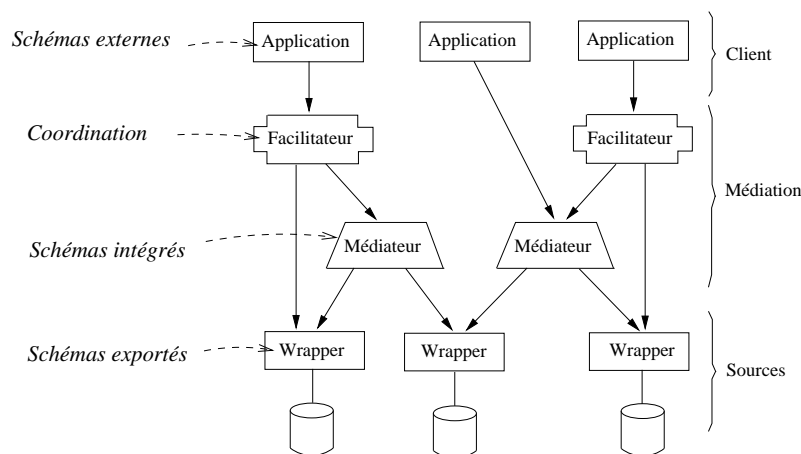 Schémas externes
Application
Application
Application
Client
Coordination
Facilitateur
Facilitateur
Médiation
Schémas intégrés
Médiateur
Médiateur
Schémas exportés
Wrapper
Wrapper
Wrapper
Sources